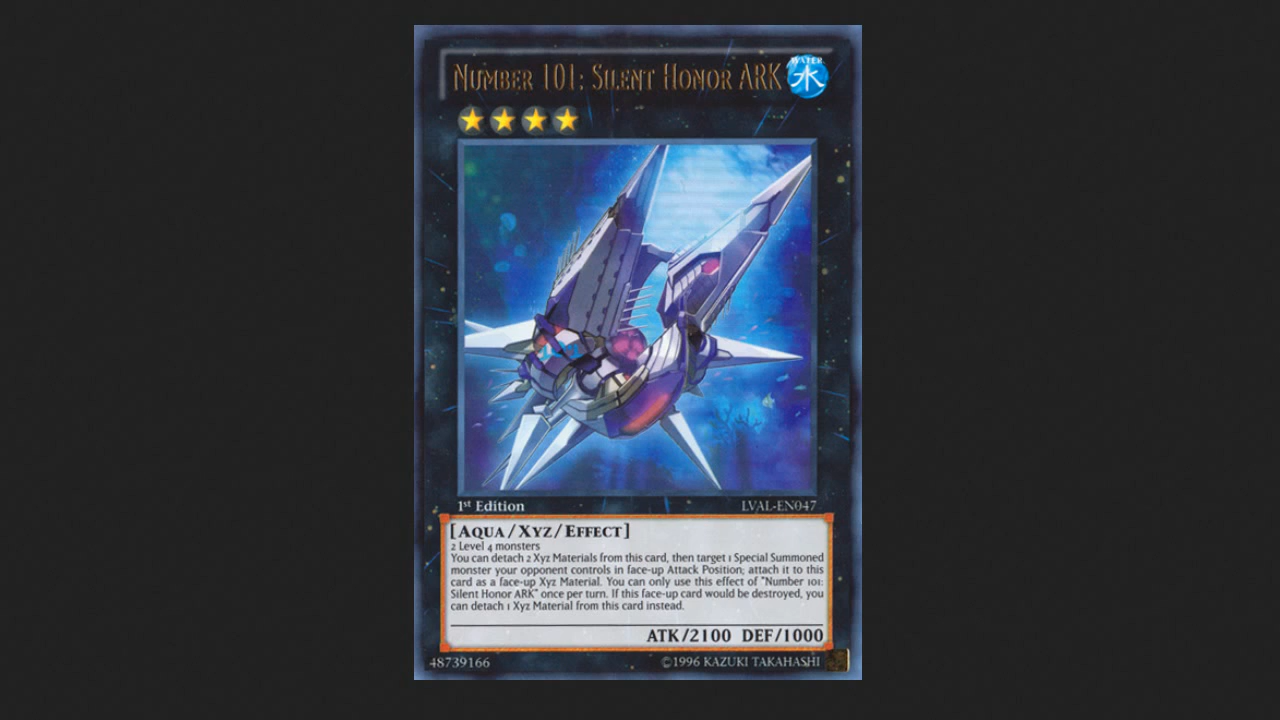 Number 101: Silent Honor ARK
WATER
水
1st Edition
LVAL-EN047
[Aqua/Xyz/Effect]
2 Level 4 monsters
You can detach 2 Xyz Materials from this card, then target 1 Special Summoned
monster your opponent controls in face-up Attack Position; attach it to this
card as a face-up Xyz Material. You can only use this effect of "Number 101:
Silent Honor ARK" once per turn. If this face-up card would be destroyed, you
can detach 1 Xyz Material from this card instead.
ATK/2100 DEF/1000
48739166
©1996 KAZUKI TAKAHASHI